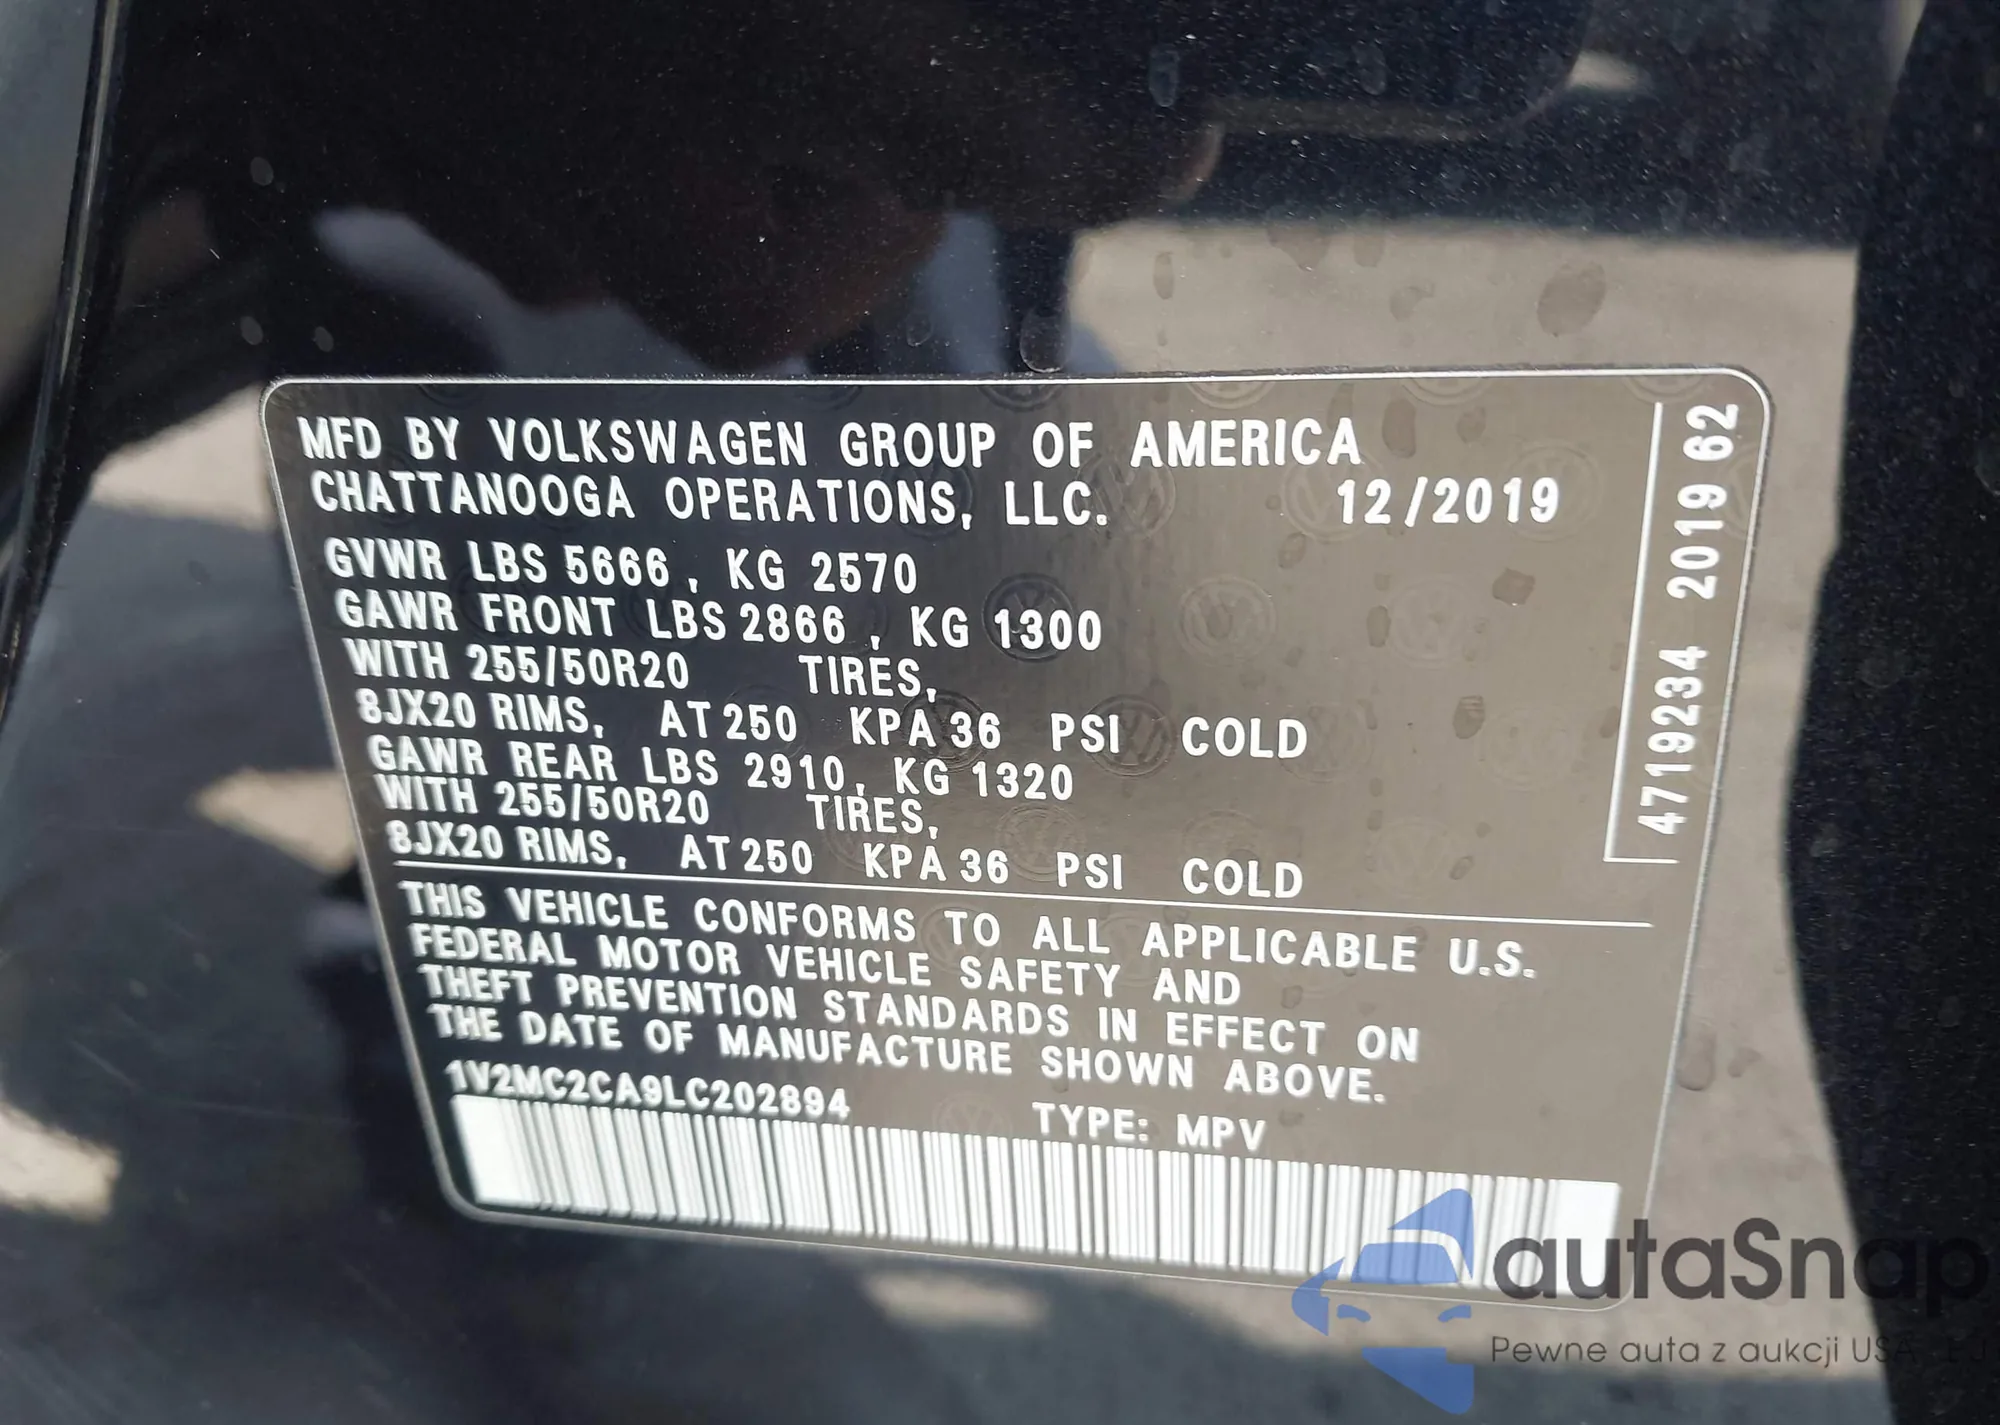 MFD BY VOLKSWAGEN GROUP OF AMERICA
CHATTANOOGA OPERATIONS, LLC. 12/2019
GVWR LBS 5666, KG 2570
GAWR FRONT LBS 2866, KG 1300
WITH 255/50R20 TIRES,
8JX20 RIMS, AT 250 KPA 36 PSI COLD
GAWR REAR LBS 2910, KG 1320
WITH 255/50R20 TIRES,
8JX20 RIMS, AT 250 KPA 36 PSI COLD
THIS VEHICLE CONFORMS TO ALL APPLICABLE U.S.
FEDERAL MOTOR VEHICLE SAFETY AND
THEFT PREVENTION STANDARDS IN EFFECT ON
THE DATE OF MANUFACTURE SHOWN ABOVE.
1V2MC2CA9LC202894 TYPE: MPV
4719234 2019 62
autaSnap
Pewne auta z aukcji USA